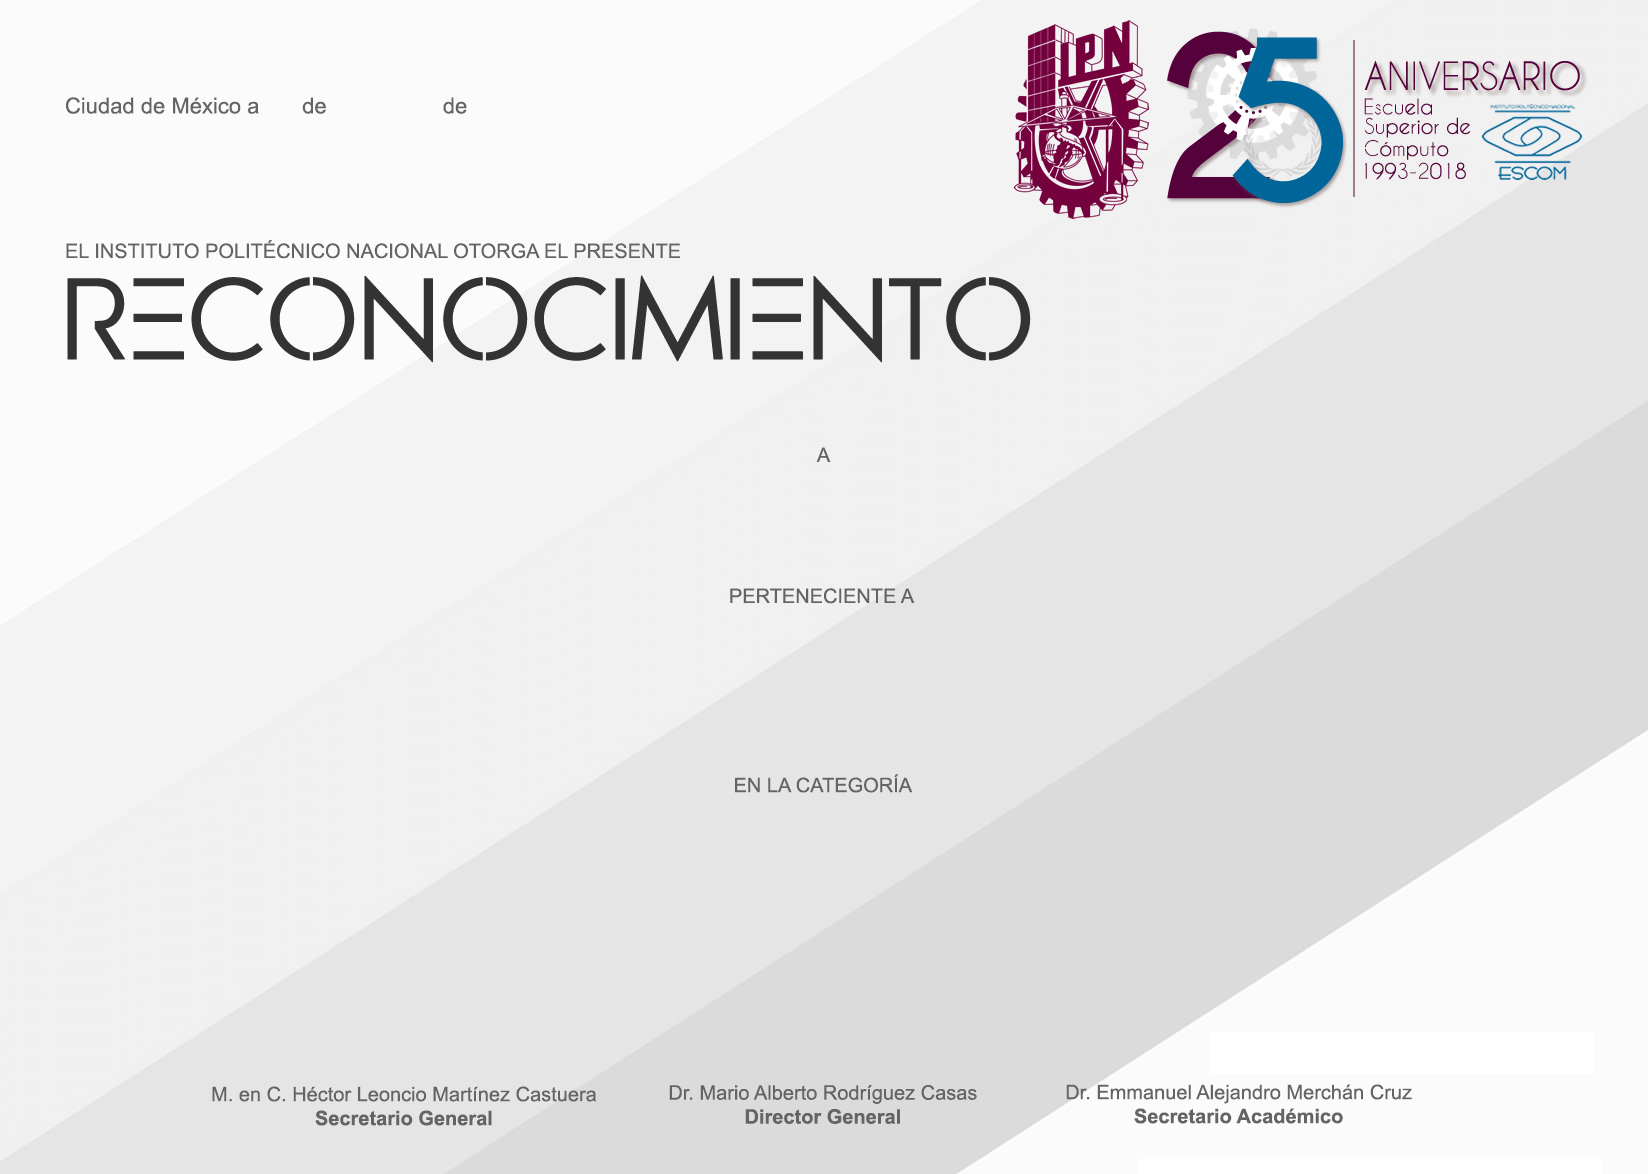 IPN
25
ANIVERSARIO
Escuela
Superior de
Cómputo
1993-2018
INSTITUTO POLITÉCNICO NACIONAL
ESCOM
Ciudad de México a de de
EL INSTITUTO POLITÉCNICO NACIONAL OTORGA EL PRESENTE
RECONOCIMIENTO
A
PERTENECIENTE A
EN LA CATEGORÍA
M. en C. Héctor Leoncio Martínez Castuera
Secretario General
Dr. Mario Alberto Rodríguez Casas
Director General
Dr. Emmanuel Alejandro Merchán Cruz
Secretario Académico